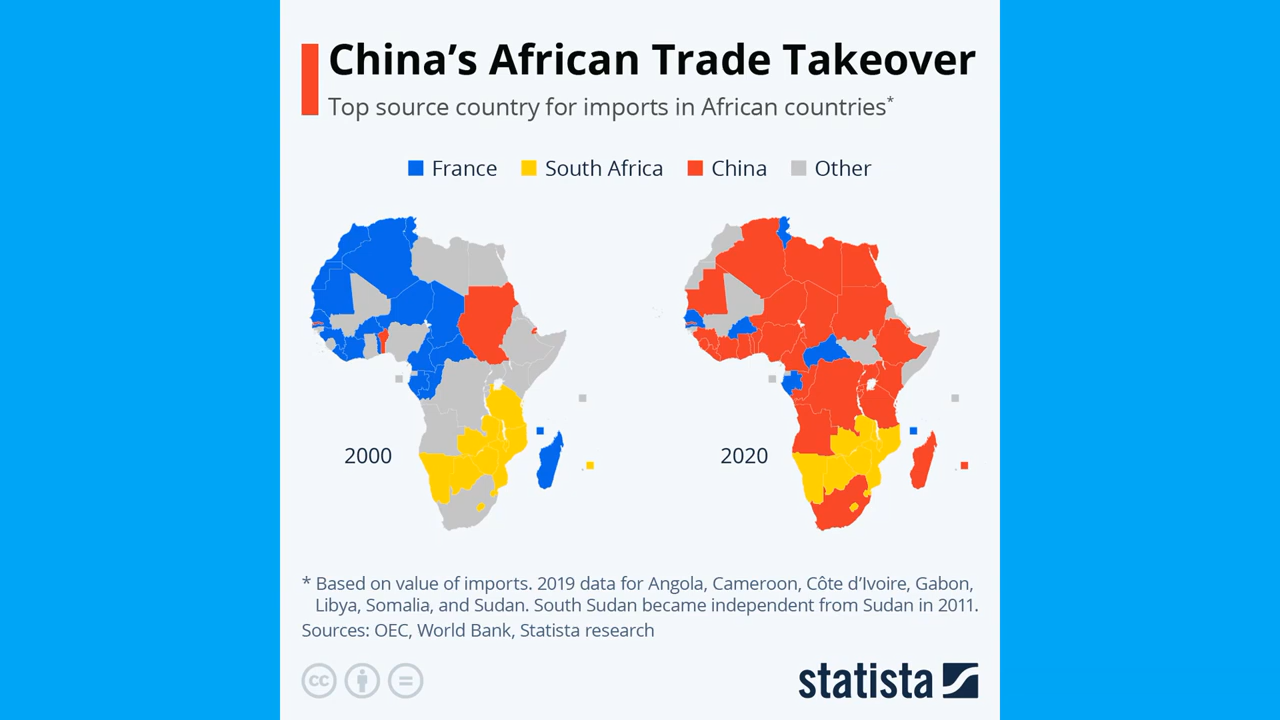 China's African Trade Takeover
Top source country for imports in African countries*
France South Africa China Other
2000 2020
* Based on value of imports. 2019 data for Angola, Cameroon, Côte d'Ivoire, Gabon,
Libya, Somalia, and Sudan. South Sudan became independent from Sudan in 2011.
Sources: OEC, World Bank, Statista research
cc
statista